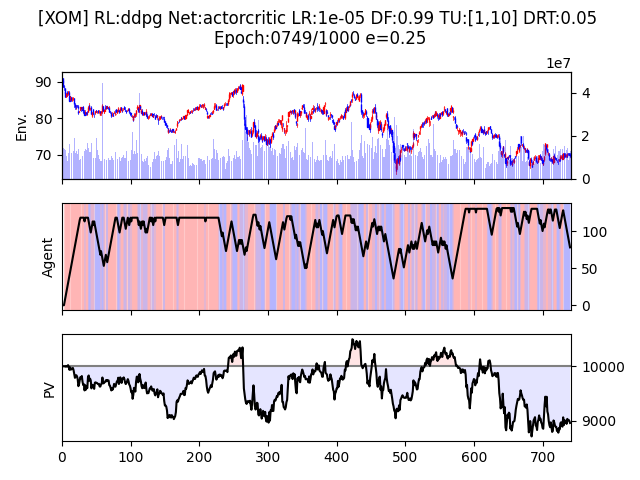 [XOM] RL:ddpg Net:actorcritic LR:1e-05 DF:0.99 TU:[1,10] DRT:0.05
Epoch:0749/1000 e=0.25
1e7
90
80
70
Env.
4
2
0
Agent
100
50
0
PV
10000
9000
0 100 200 300 400 500 600 700